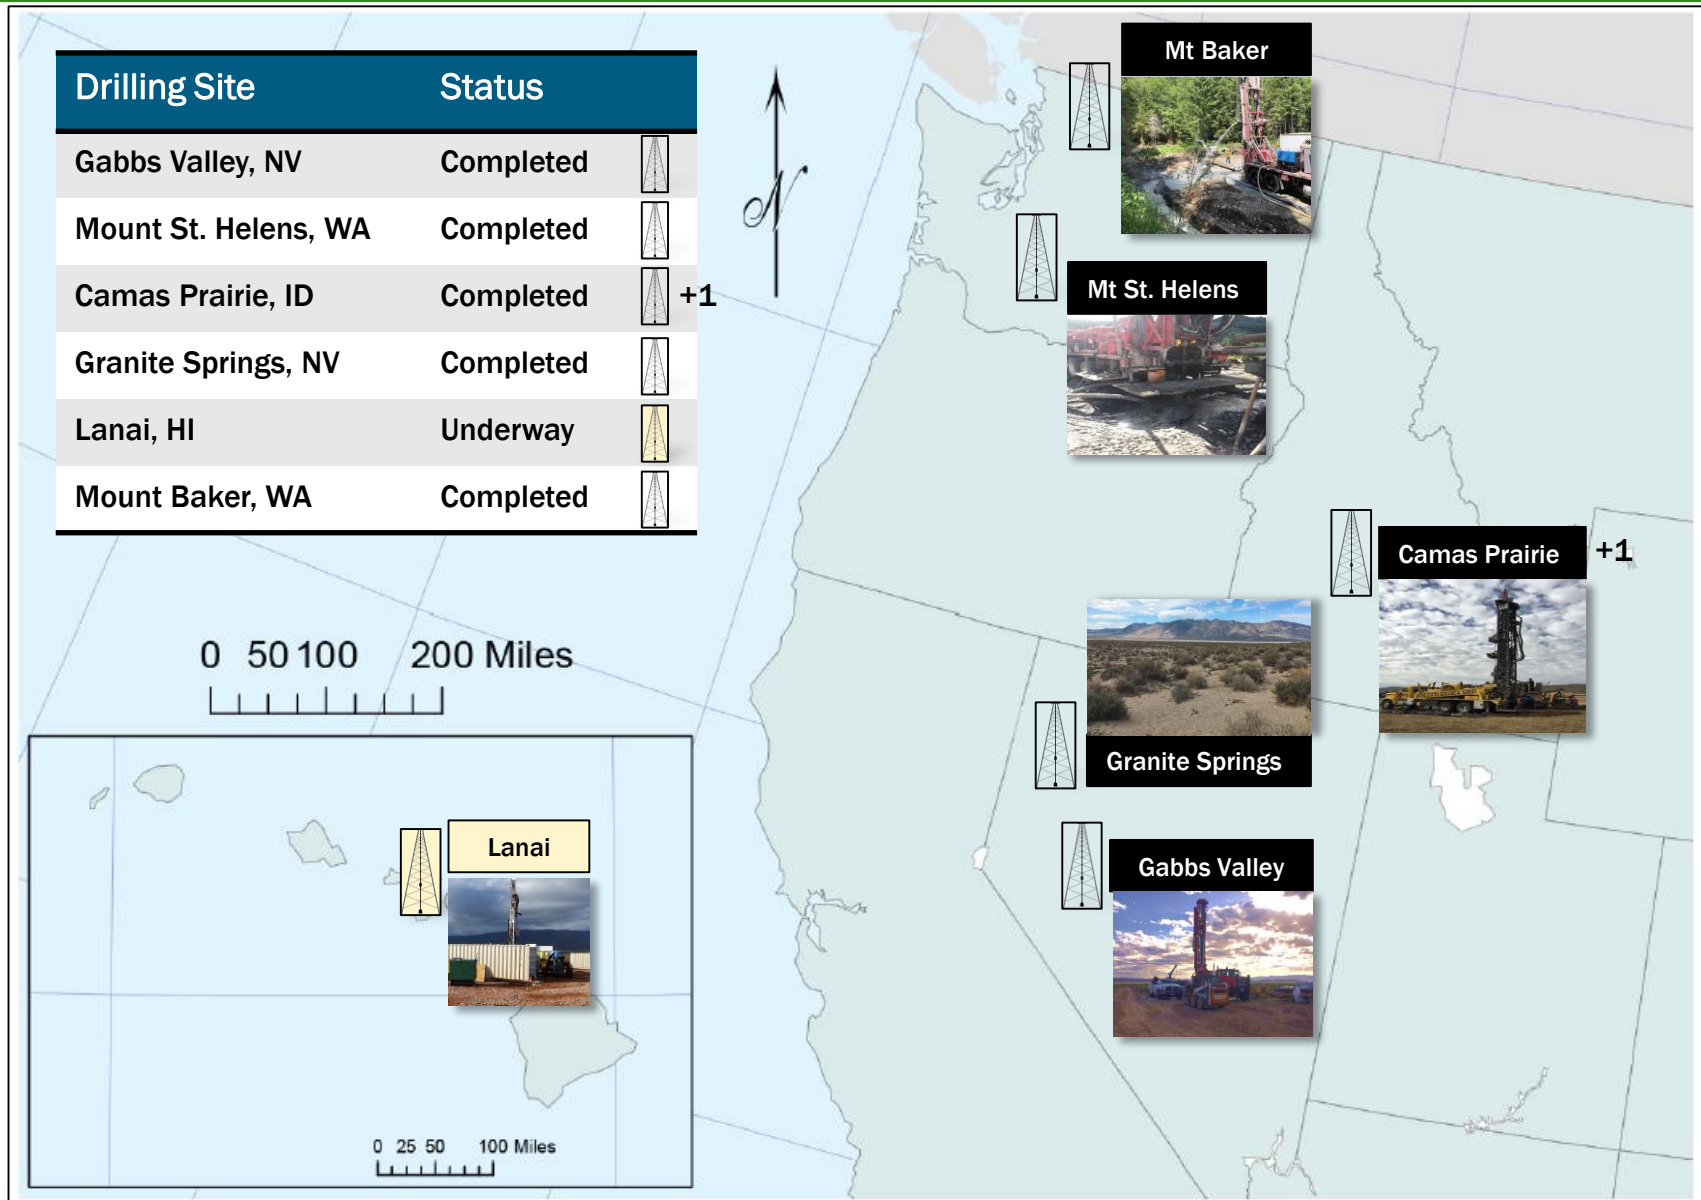 Drilling Site Status
Gabbs Valley, NV Completed
Mount St. Helens, WA Completed
Camas Prairie, ID Completed +1
Granite Springs, NV Completed
Lanai, HI Underway
Mount Baker, WA Completed
N
0 50 100 200 Miles
Mt Baker
Mt St. Helens
Camas Prairie +1
Granite Springs
Gabbs Valley
Lanai
0 25 50 100 Miles